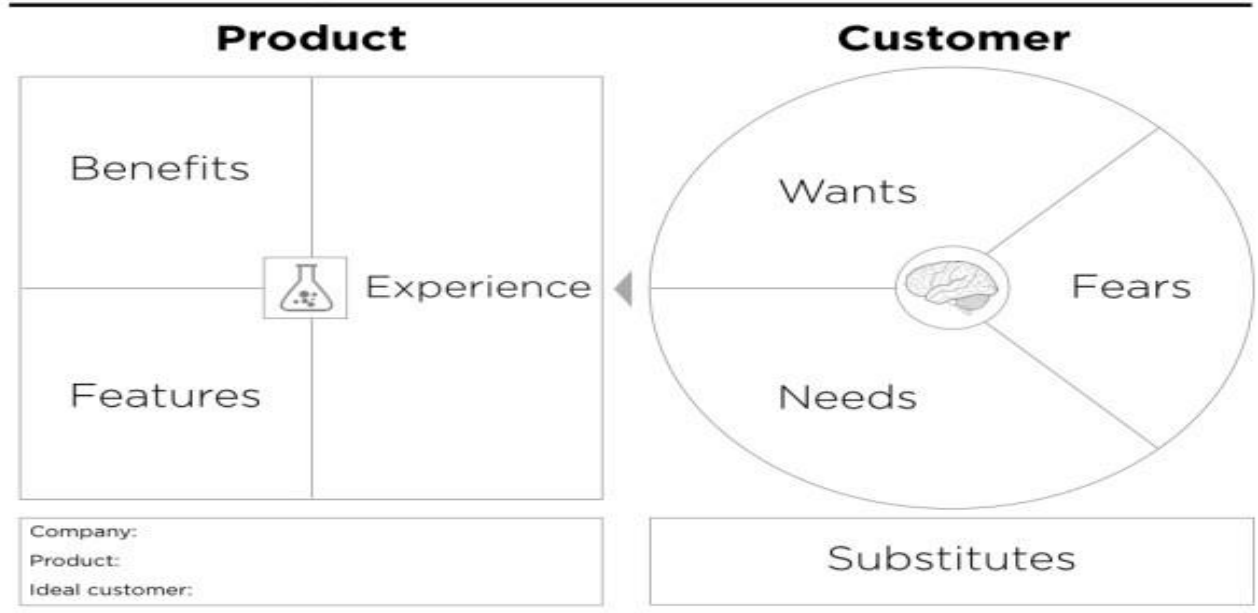 Product
Customer
Benefits
Features
Experience
Wants
Fears
Needs
Company:
Product:
Ideal customer:
Substitutes